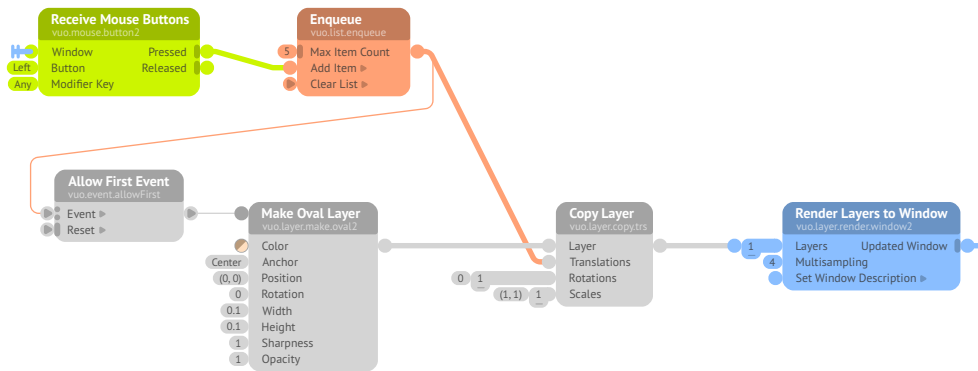 Receive Mouse Buttons
vuo.mouse.button2
Window Pressed
Left Button Released
Any Modifier Key
Enqueue
vuo.list.enqueue
5 Max Item Count
Add Item
Clear List
Allow First Event
vuo.event.allowFirst
Event
Reset
Make Oval Layer
vuo.layer.make.oval2
Color
Center Anchor
(0, 0) Position
0 Rotation
0.1 Width
0.1 Height
1 Sharpness
1 Opacity
Copy Layer
vuo.layer.copy.trs
Layer
Translations
0 1 Rotations
(1, 1) 1 Scales
Render Layers to Window
vuo.layer.render.window2
1 Layers Updated Window
4 Multisampling
Set Window Description